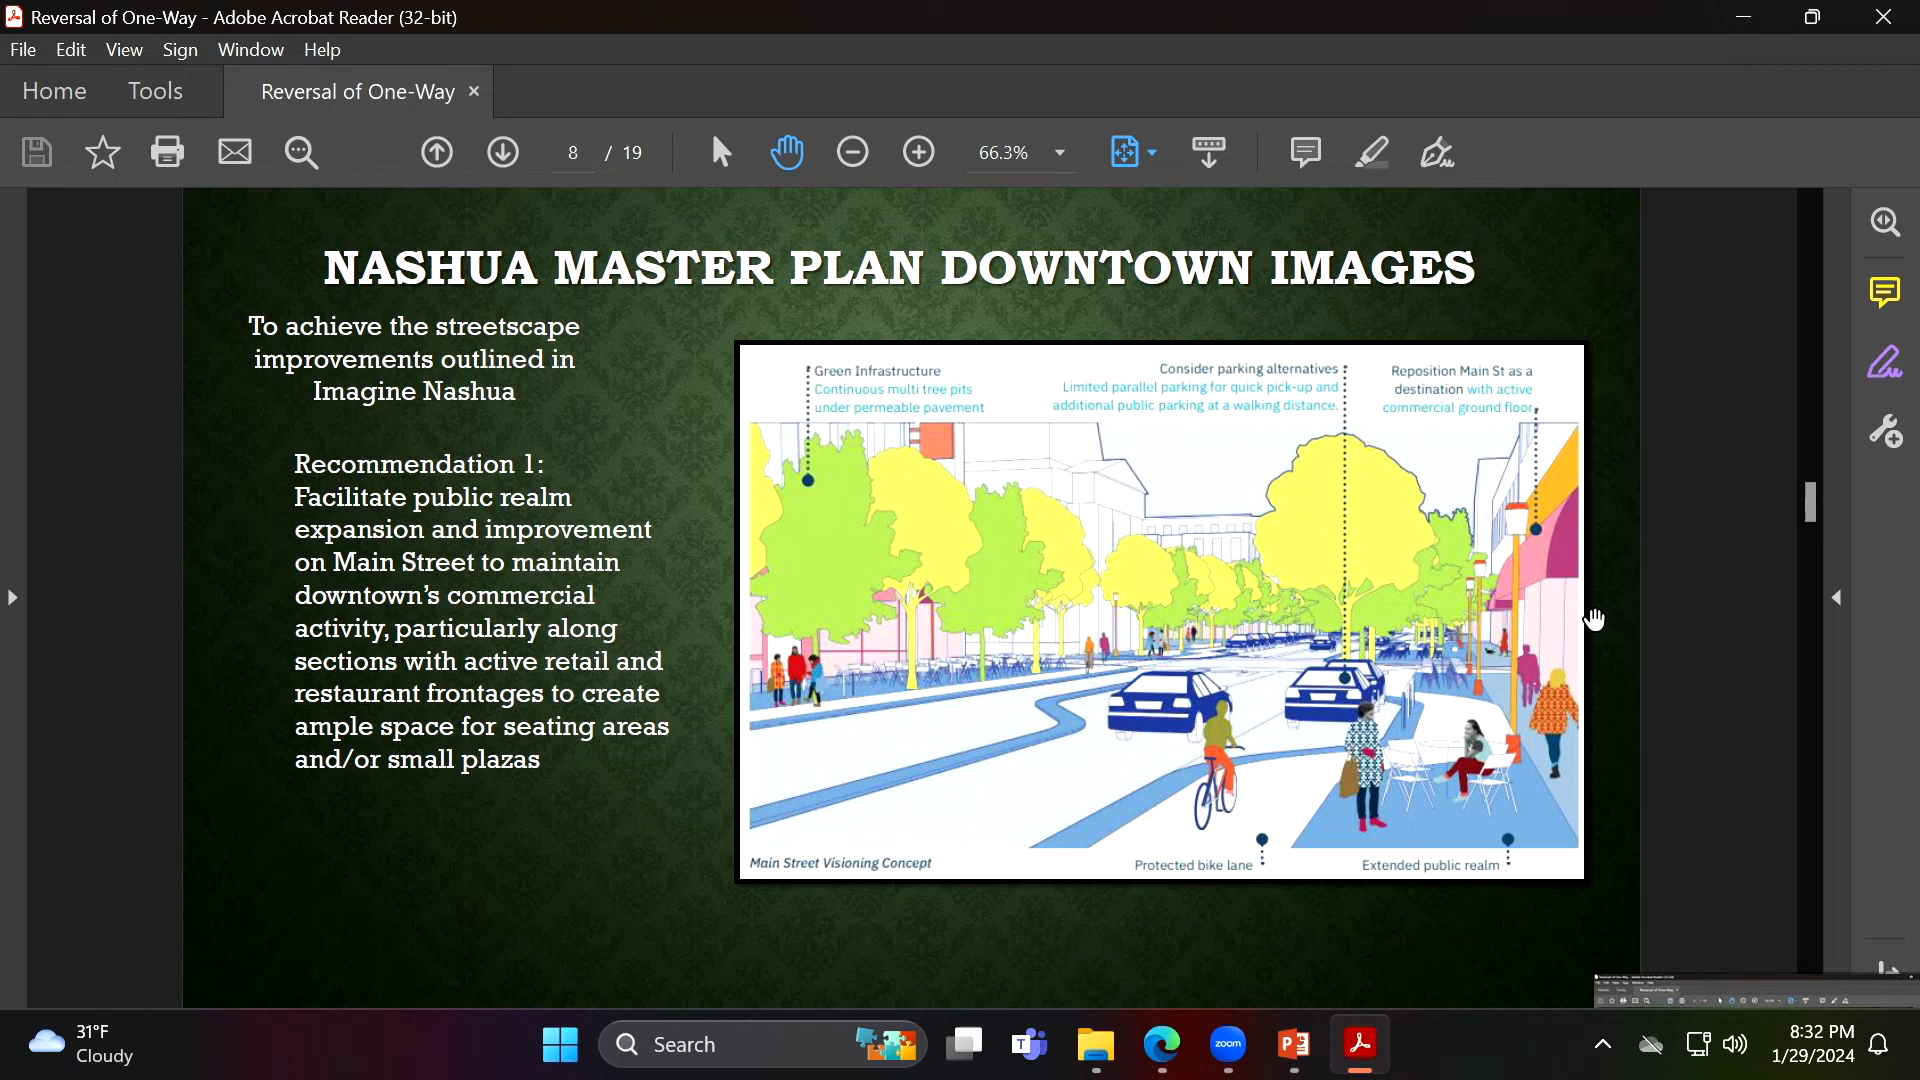 Reversal of One-Way - Adobe Acrobat Reader (32-bit)
File Edit View Sign Window Help
Home Tools Reversal of One-Way ×
8 / 19 66.3%
NASHUA MASTER PLAN DOWNTOWN IMAGES
To achieve the streetscape
improvements outlined in
Imagine Nashua
Recommendation 1:
Facilitate public realm
expansion and improvement
on Main Street to maintain
downtown's commercial
activity, particularly along
sections with active retail and
restaurant frontages to create
ample space for seating areas
and/or small plazas
Green Infrastructure
Continuous multi tree pits
under permeable pavement
Consider parking alternatives
Limited parallel parking for quick pick-up and
additional public parking at a walking distance.
Reposition Main St as a
destination with active
commercial ground floor
Main Street Visioning Concept
Protected bike lane
Extended public realm
31°F
Cloudy
Search
zoom
8:32 PM
1/29/2024